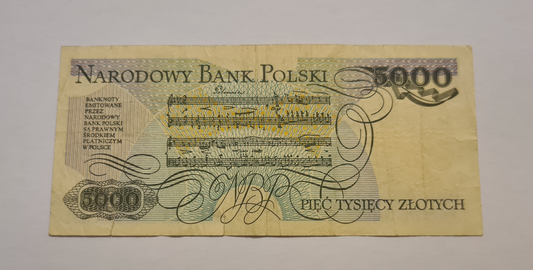 NARODOWY BANK POLSKI
5000
BANKNOTY
EMITOWANE
PRZEZ
NARODOWY
BANK POLSKI
SĄ PRAWNYM
ŚRODKIEM
PŁATNICZYM
W POLSCE
5000
NBP
PIĘĆ TYSIĘCY ZŁOTYCH